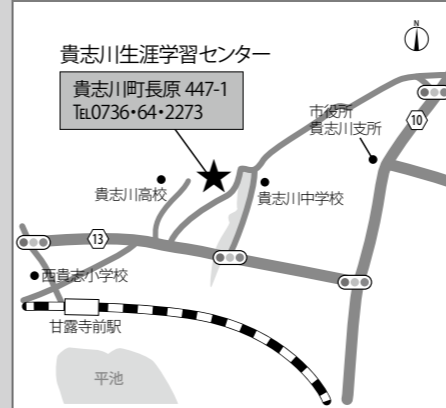 N
貴志川生涯学習センター
貴志川町長原 447-1
℡0736・64・2273
市役所
貴志川支所
10
貴志川高校
貴志川中学校
13
西貴志小学校
甘露寺前駅
平池